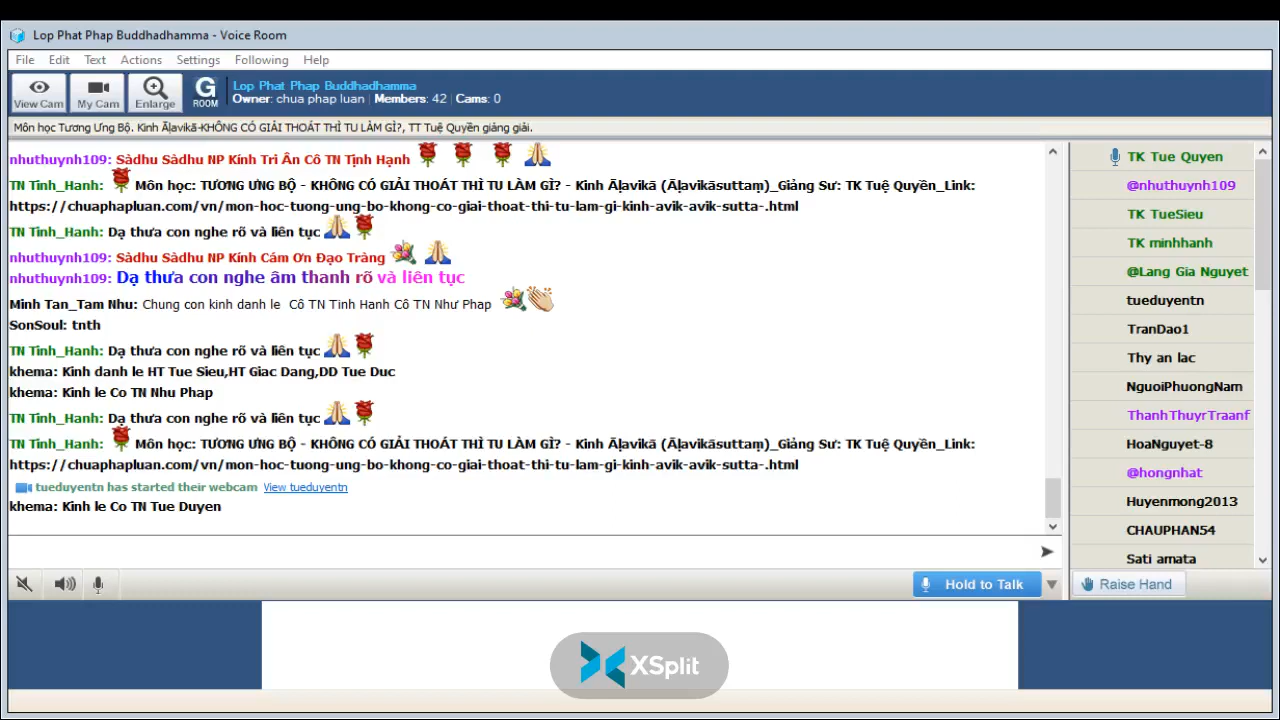 Lop Phat Phap Buddhadhamma - Voice Room
File Edit Text Actions Settings Following Help
View Cam My Cam Enlarge G ROOM
Lop Phat Phap Buddhadhamma
Owner: chua phap luan | Members: 42 | Cams: 0
Môn học Tương Ưng Bộ. Kinh Āḷavikā-KHÔNG CÓ GIẢI THOÁT THÌ TU LÀM GÌ?, TT Tuệ Quyền giảng giải.
nhuthuynh109: Sàdhu Sàdhu NP Kính Tri Ân Cô TN Tịnh Hạnh
TN Tinh_Hanh: Môn học: TƯƠNG ƯNG BỘ - KHÔNG CÓ GIẢI THOÁT THÌ TU LÀM GÌ? - Kinh Āḷavikā (Āḷavikāsuttaṃ)_Giảng Sư: TK Tuệ Quyền_Link:
https://chuaphapluan.com/vn/mon-hoc-tuong-ung-bo-khong-co-giai-thoat-thi-tu-lam-gi-kinh-avik-avik-sutta-.html
TN Tinh_Hanh: Dạ thưa con nghe rõ và liên tục
nhuthuynh109: Sàdhu Sàdhu NP Kính Cám Ơn Đạo Tràng
nhuthuynh109: Dạ thưa con nghe âm thanh rõ và liên tục
Minh Tan_Tam Nhu: Chung con kinh danh le Cô TN Tinh Hanh Cô TN Như Phap
SonSoul: tnth
TN Tinh_Hanh: Dạ thưa con nghe rõ và liên tục
khema: Kinh danh le HT Tue Sieu,HT Giac Dang,DD Tue Duc
khema: Kinh le Co TN Nhu Phap
TN Tinh_Hanh: Dạ thưa con nghe rõ và liên tục
TN Tinh_Hanh: Môn học: TƯƠNG ƯNG BỘ - KHÔNG CÓ GIẢI THOÁT THÌ TU LÀM GÌ? - Kinh Āḷavikā (Āḷavikāsuttaṃ)_Giảng Sư: TK Tuệ Quyền_Link:
https://chuaphapluan.com/vn/mon-hoc-tuong-ung-bo-khong-co-giai-thoat-thi-tu-lam-gi-kinh-avik-avik-sutta-.html
tueduyentn has started their webcam View tueduyentn
khema: Kinh le Co TN Tue Duyen
TK Tue Quyen
@nhuthuynh109
TK TueSieu
TK minhhanh
@Lang Gia Nguyet
tueduyentn
TranDao1
Thy an lac
NguoiPhuongNam
ThanhThuyrTraanf
HoaNguyet-8
@hongnhat
Huyenmong2013
CHAUPHAN54
Sati amata
Hold to Talk
Raise Hand
XSplit